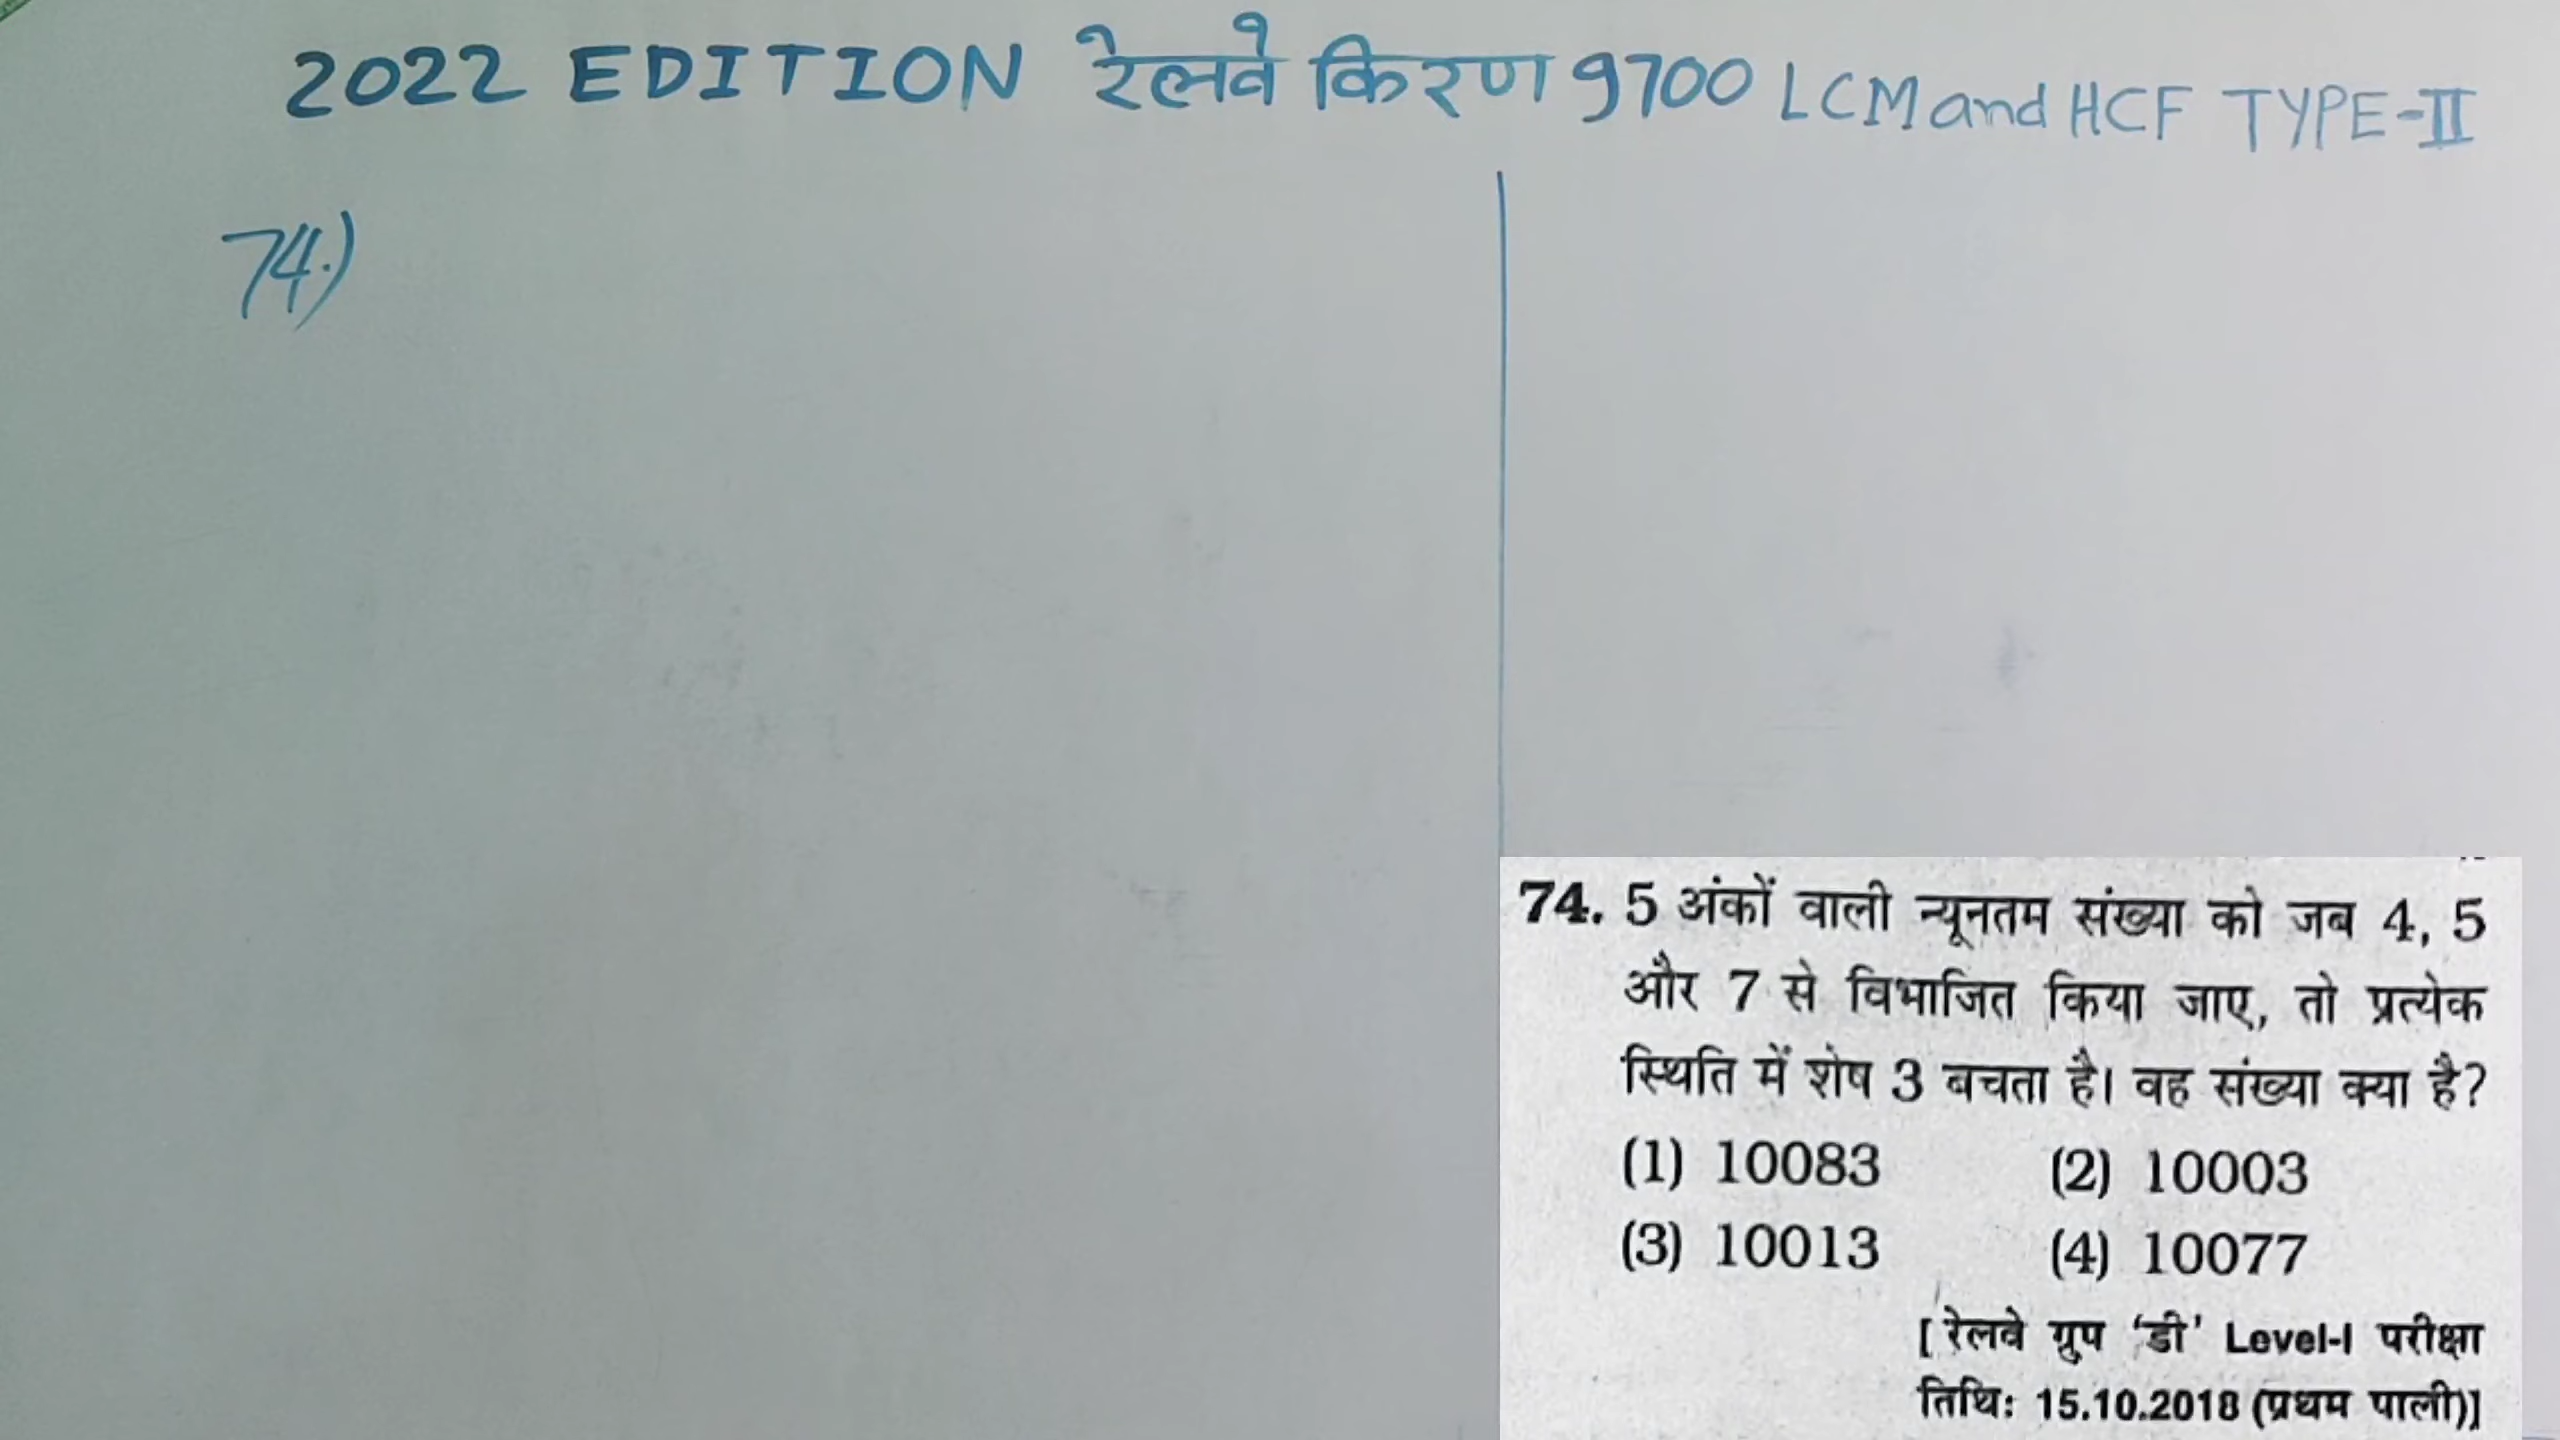 2022 EDITION रेलवे किरण 9700 LCM and HCF TYPE-II
74.)
74. 5 अंकों वाली न्यूनतम संख्या को जब 4, 5
और 7 से विभाजित किया जाए, तो प्रत्येक
स्थिति में शेष 3 बचता है। वह संख्या क्या है?
(1) 10083 (2) 10003
(3) 10013 (4) 10077
[रेलवे ग्रुप ‘डी’ Level-I परीक्षा
तिथि: 15.10.2018 (प्रथम पाली)]